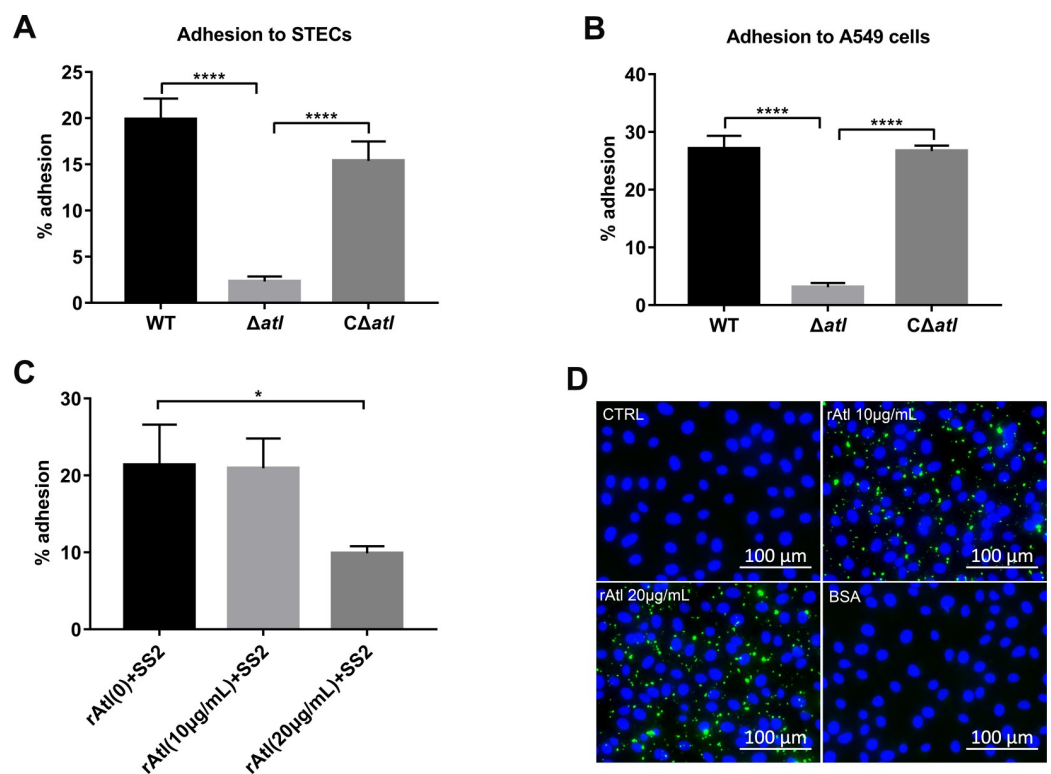 A
Adhesion to STECs
% adhesion
25
20
15
10
5
0
****
****
WT
Δatl
CΔatl
B
Adhesion to A549 cells
% adhesion
40
30
20
10
0
****
****
WT
Δatl
CΔatl
C
% adhesion
30
20
10
0
*
rAtl(0)+SS2
rAtl(10μg/mL)+SS2
rAtl(20μg/mL)+SS2
D
CTRL
100 μm
rAtl 10μg/mL
100 μm
rAtl 20μg/mL
100 μm
BSA
100 μm